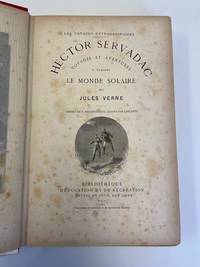 LES VOYAGES EXTRAORDINAIRES
HECTOR SERVADAC
VOYAGES ET AVENTURES
A TRAVERS
LE MONDE SOLAIRE
PAR
JULES VERNE
BIBLIOTHÈQUE
D'ÉDUCATION ET DE RÉCRÉATION
J. HETZEL ET Cie, RUE JACOB
PARIS